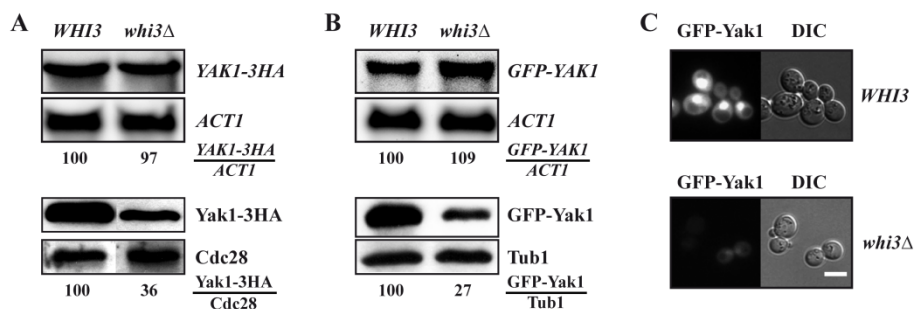 A
WHI3 whi3Δ
YAK1-3HA
ACT1
100 97 YAK1-3HA
ACT1
Yak1-3HA
Cdc28
100 36 Yak1-3HA
Cdc28
B
WHI3 whi3Δ
GFP-YAK1
ACT1
100 109 GFP-YAK1
ACT1
GFP-Yak1
Tub1
100 27 GFP-Yak1
Tub1
C
GFP-Yak1 DIC
WHI3
GFP-Yak1 DIC
whi3Δ